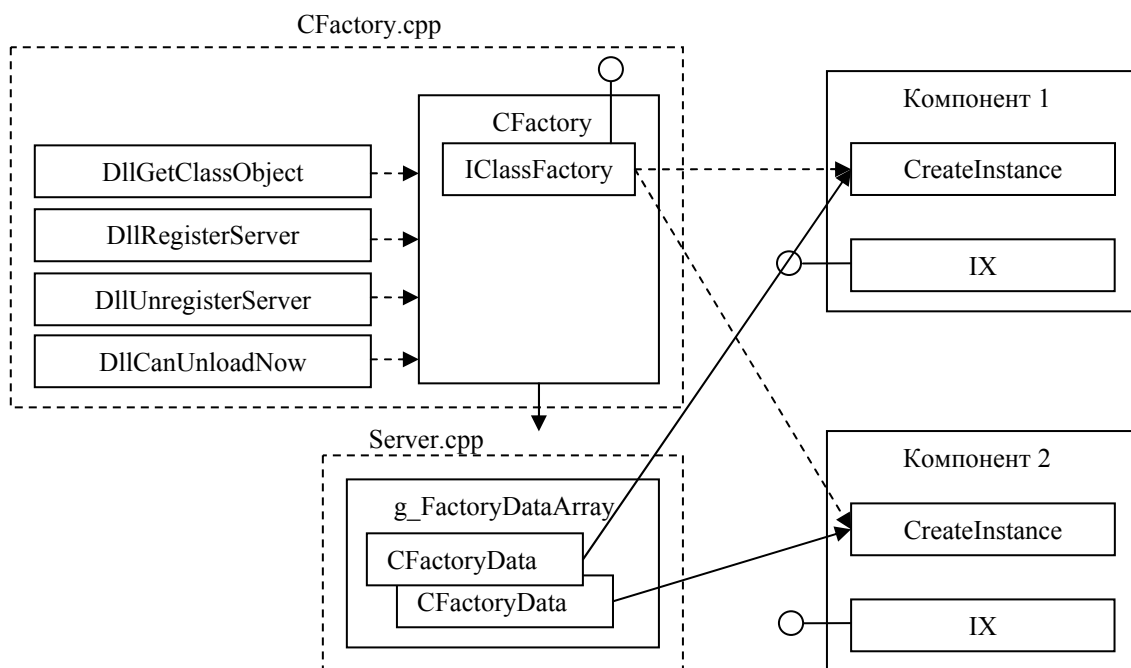 CFactory.cpp
CFactory
IClassFactory
DllGetClassObject
DllRegisterServer
DllUnregisterServer
DllCanUnloadNow
Компонент 1
CreateInstance
IX
Server.cpp
g_FactoryDataArray
CFactoryData
CFactoryData
Компонент 2
CreateInstance
IX